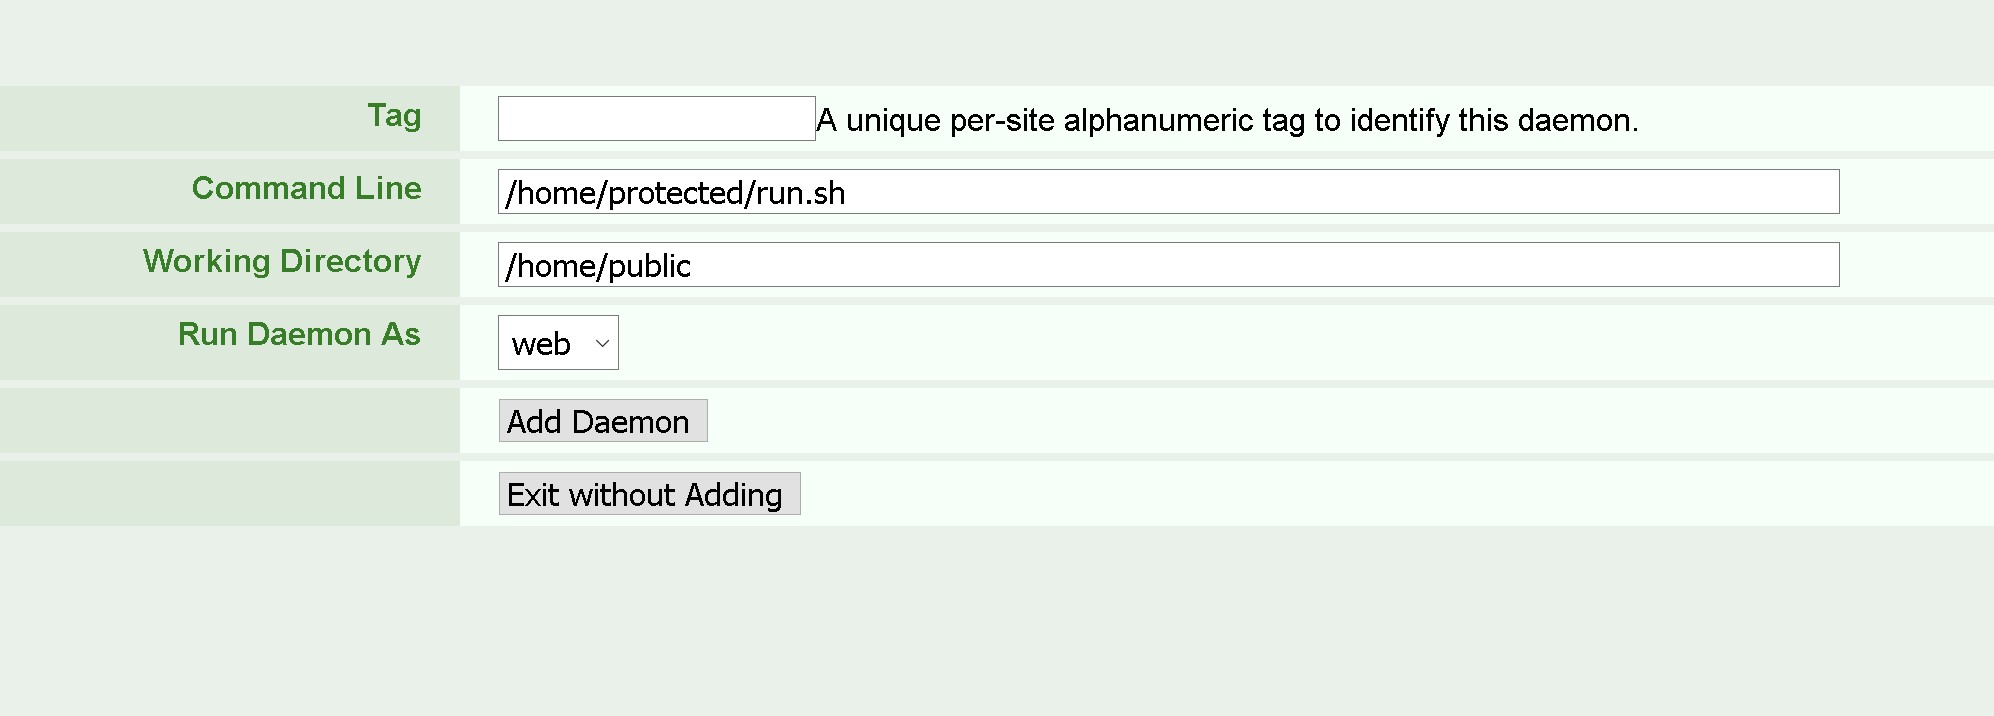 Tag A unique per-site alphanumeric tag to identify this daemon.
Command Line /home/protected/run.sh
Working Directory /home/public
Run Daemon As web
Add Daemon
Exit without Adding